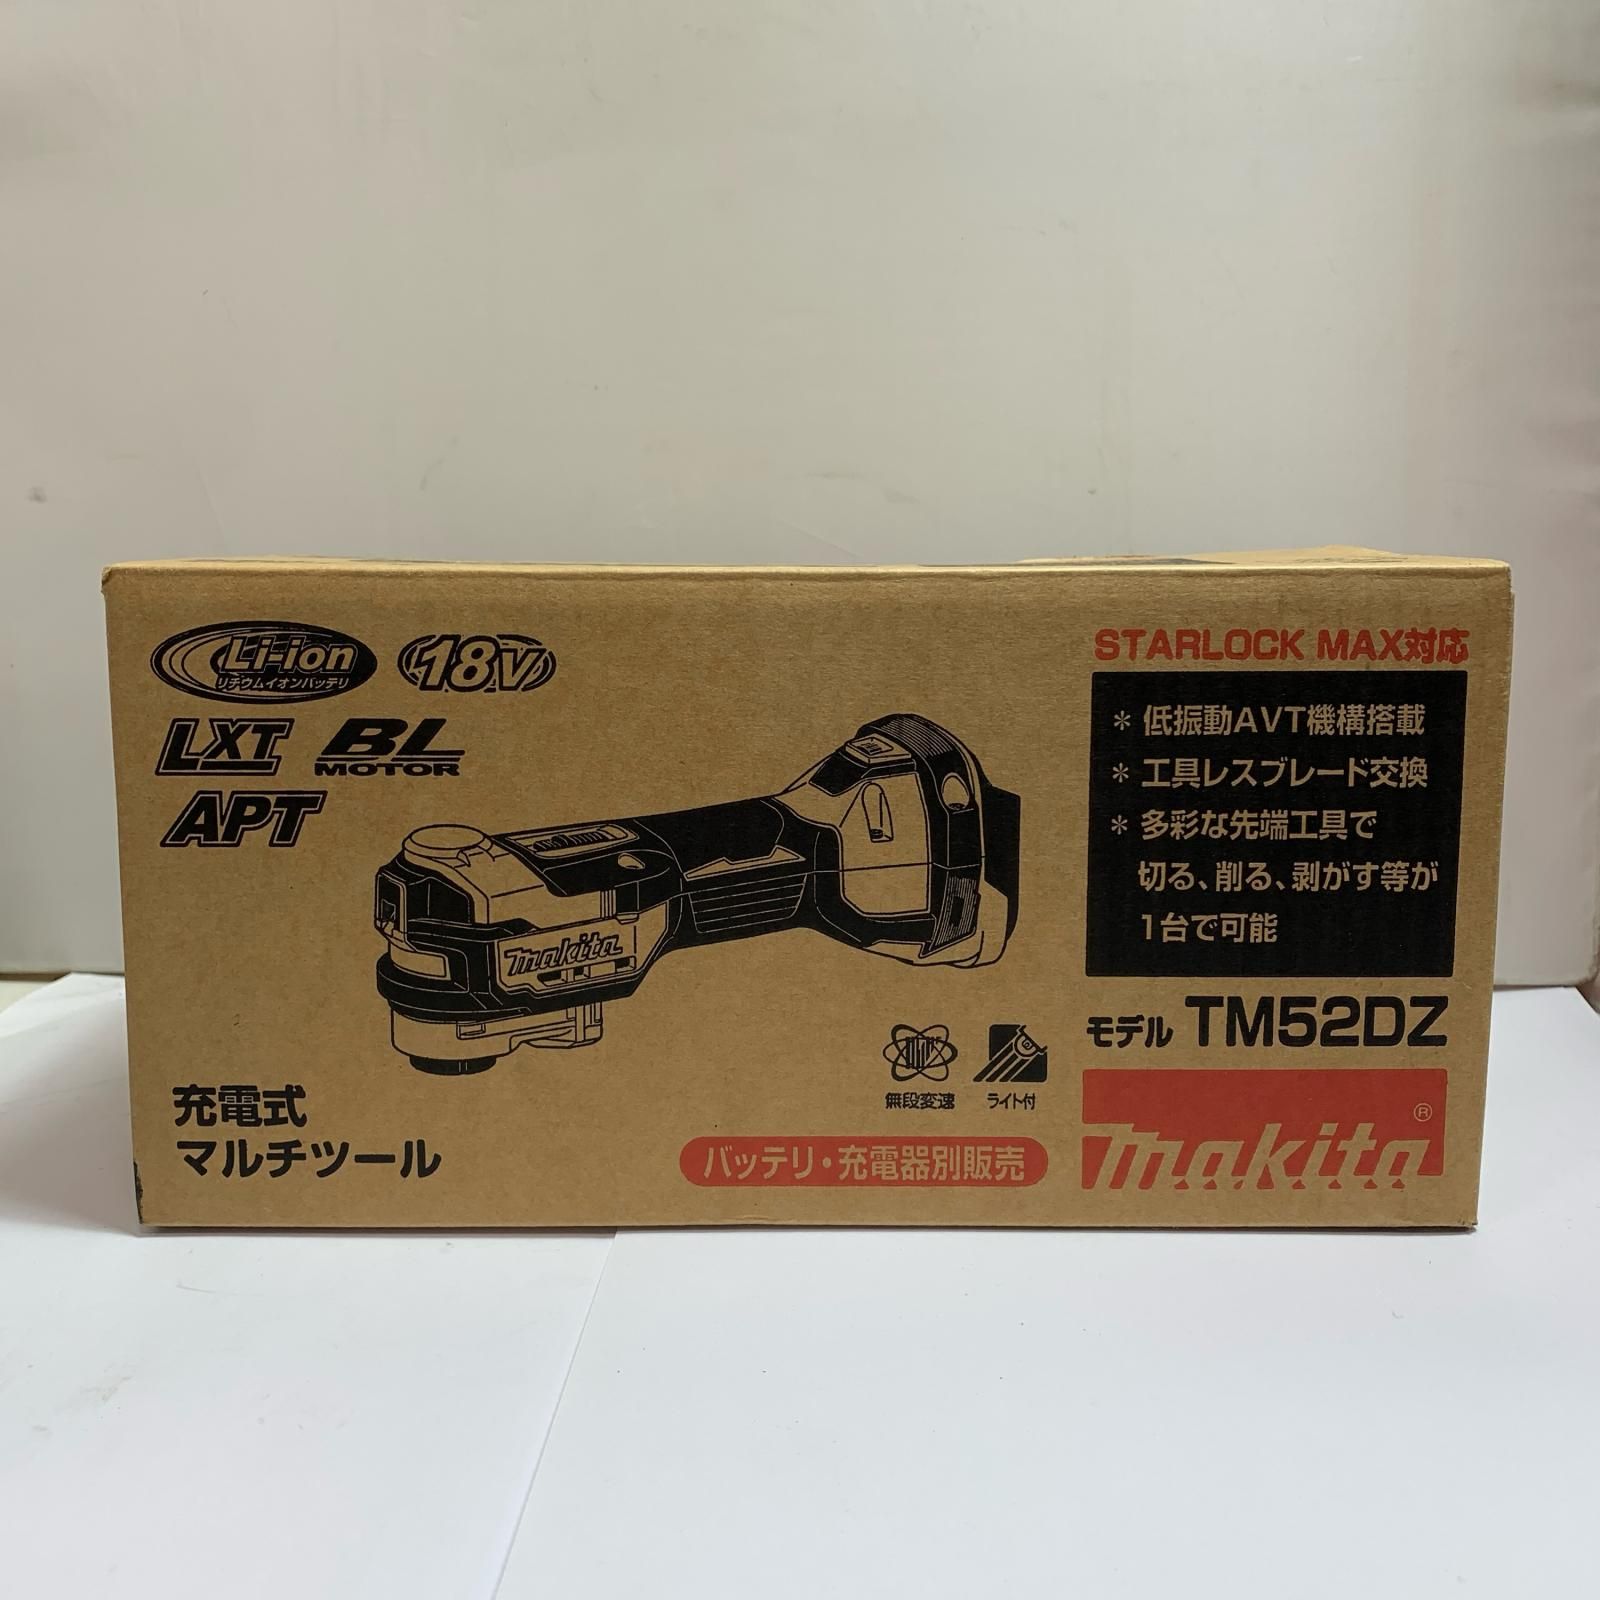 Li-ion
リチウムイオンバッテリ
18V
LXT
BL
MOTOR
APT
makita
充電式
マルチツール
無段変速
ライト付
バッテリ・充電器別販売
STARLOCK MAX対応
* 低振動AVT機構搭載
* 工具レスブレード交換
* 多彩な先端工具で
切る、削る、剥がす等が
1台で可能
モデル TM52DZ
makita®